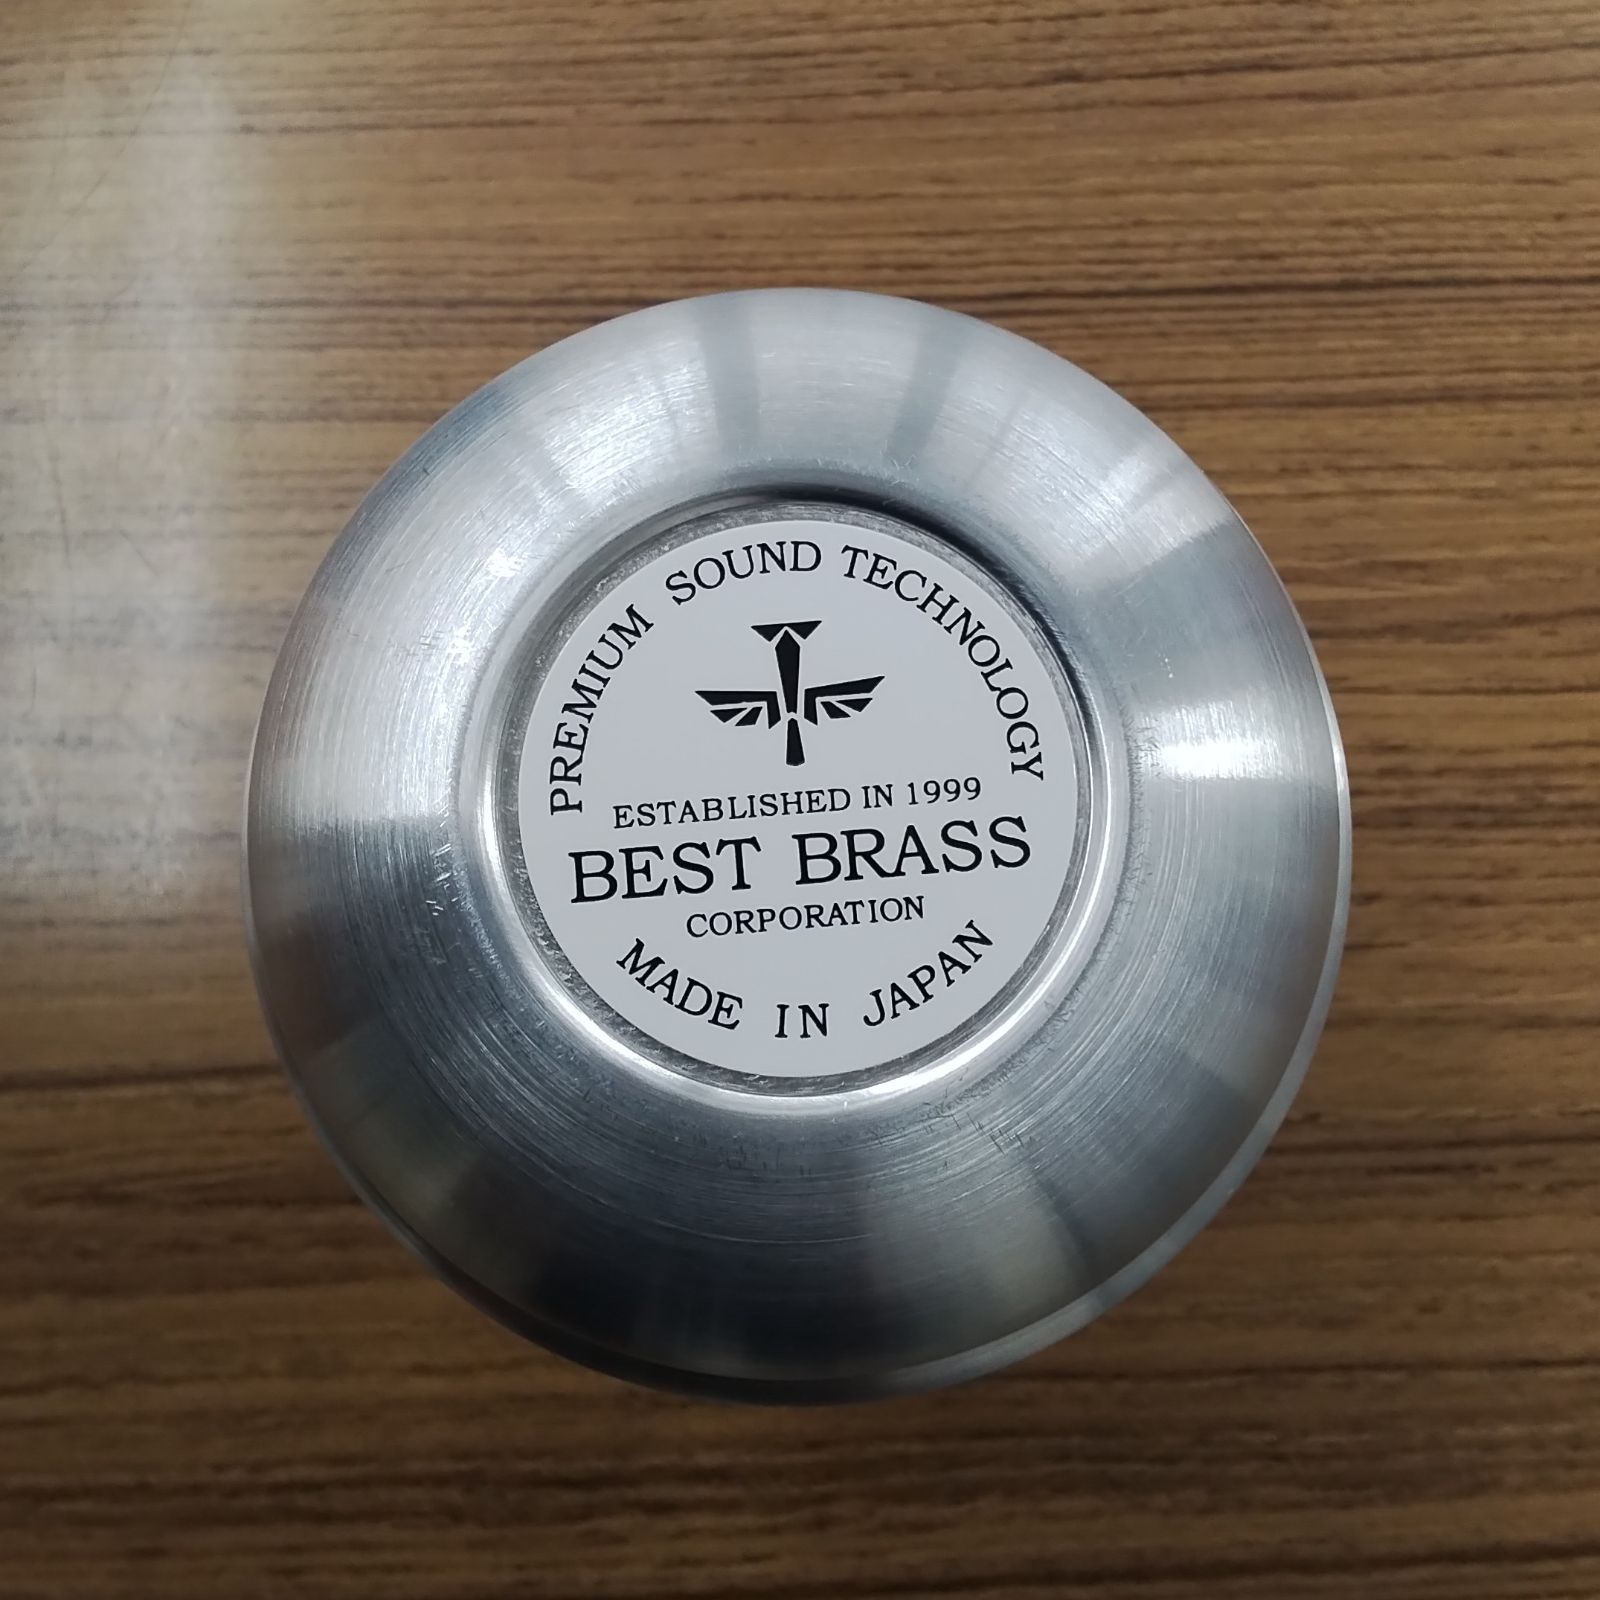 PREMIUM SOUND TECHNOLOGY
ESTABLISHED IN 1999
BEST BRASS
CORPORATION
MADE IN JAPAN